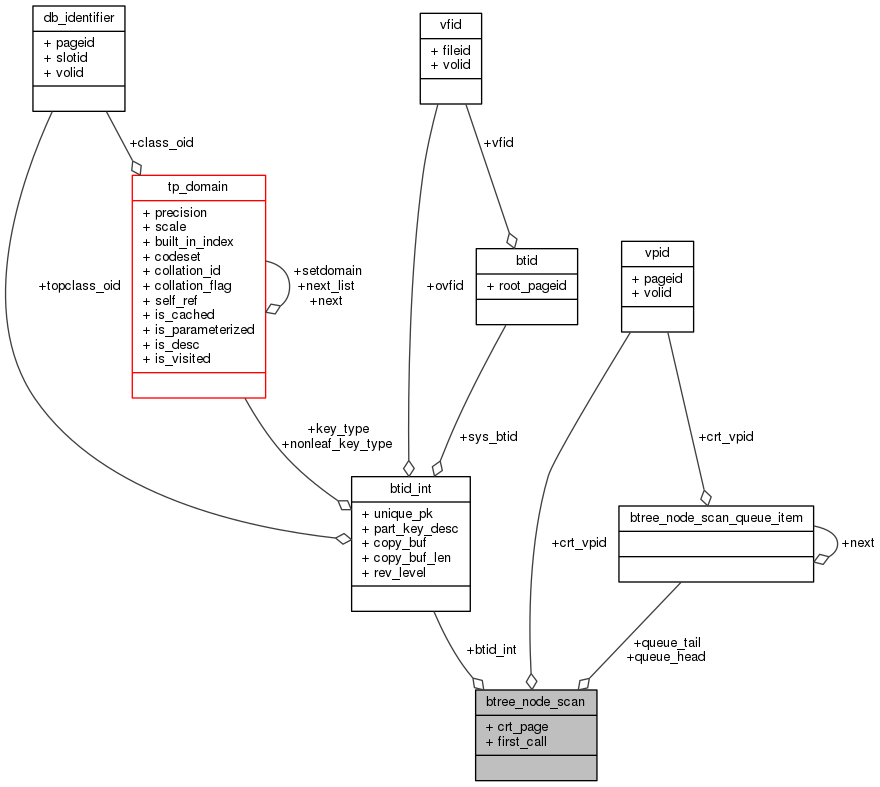 db_identifier
+ pageid
+ slotid
+ volid
vfid
+ fileid
+ volid
+class_oid
+vfid
tp_domain
+ precision
+ scale
+ built_in_index
+ codeset
+ collation_id
+ collation_flag
+ self_ref
+ is_cached
+ is_parameterized
+ is_desc
+ is_visited
+setdomain
+next_list
+next
+topclass_oid
+ovfid
btid
+ root_pageid
vpid
+ pageid
+ volid
+key_type
+nonleaf_key_type
+sys_btid
+crt_vpid
btid_int
+ unique_pk
+ part_key_desc
+ copy_buf
+ copy_buf_len
+ rev_level
+crt_vpid
btree_node_scan_queue_item
+next
+btid_int
+queue_tail
+queue_head
btree_node_scan
+ crt_page
+ first_call